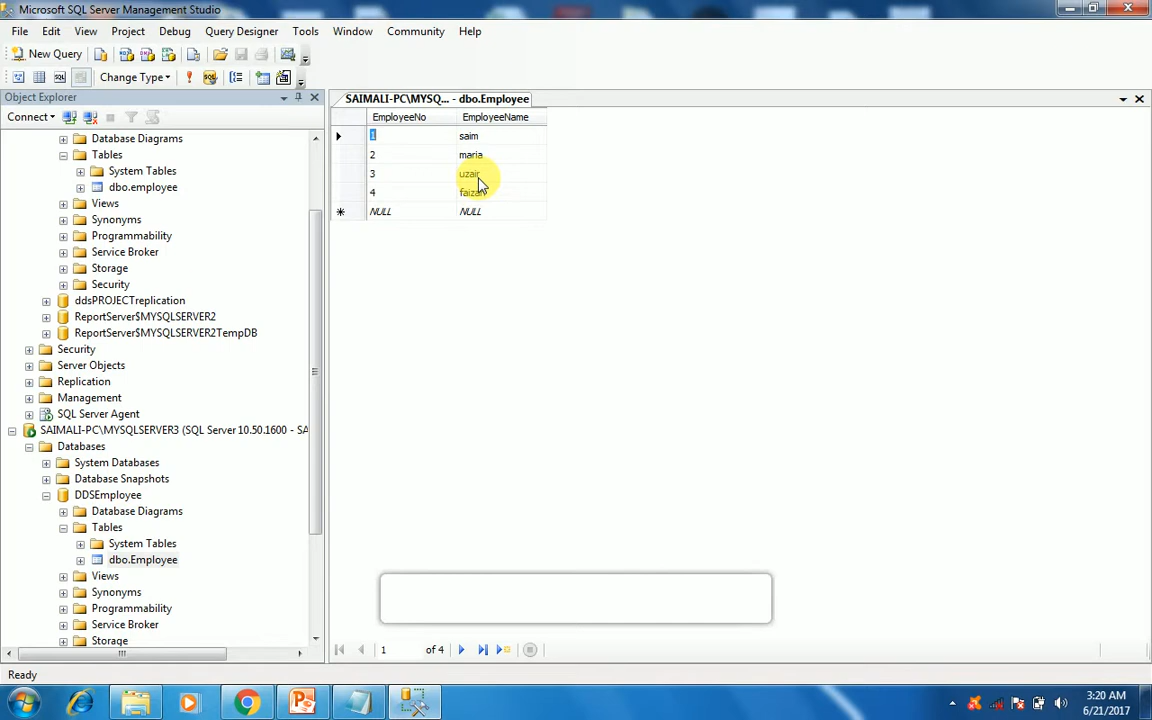 Microsoft SQL Server Management Studio
File Edit View Project Debug Query Designer Tools Window Community Help
New Query
Change Type
Object Explorer
SAIMALI-PC\MYSQ... - dbo.Employee
Connect
EmployeeNo EmployeeName
1 saim
2 maria
3 uzair
4
NULL NULL
Database Diagrams
Tables
System Tables
dbo.employee
Views
Synonyms
Programmability
Service Broker
Storage
Security
ddsPROJECTreplication
ReportServer$MYSQLSERVER2
ReportServer$MYSQLSERVER2TempDB
Security
Server Objects
Replication
Management
SQL Server Agent
SAIMALI-PC\MYSQLSERVER3 (SQL Server 10.50.1600 - SA
Databases
System Databases
Database Snapshots
DDSEmployee
Database Diagrams
Tables
System Tables
dbo.Employee
Views
Synonyms
Programmability
Service Broker
Storage
1 of 4
Ready
3:20 AM
6/21/2017